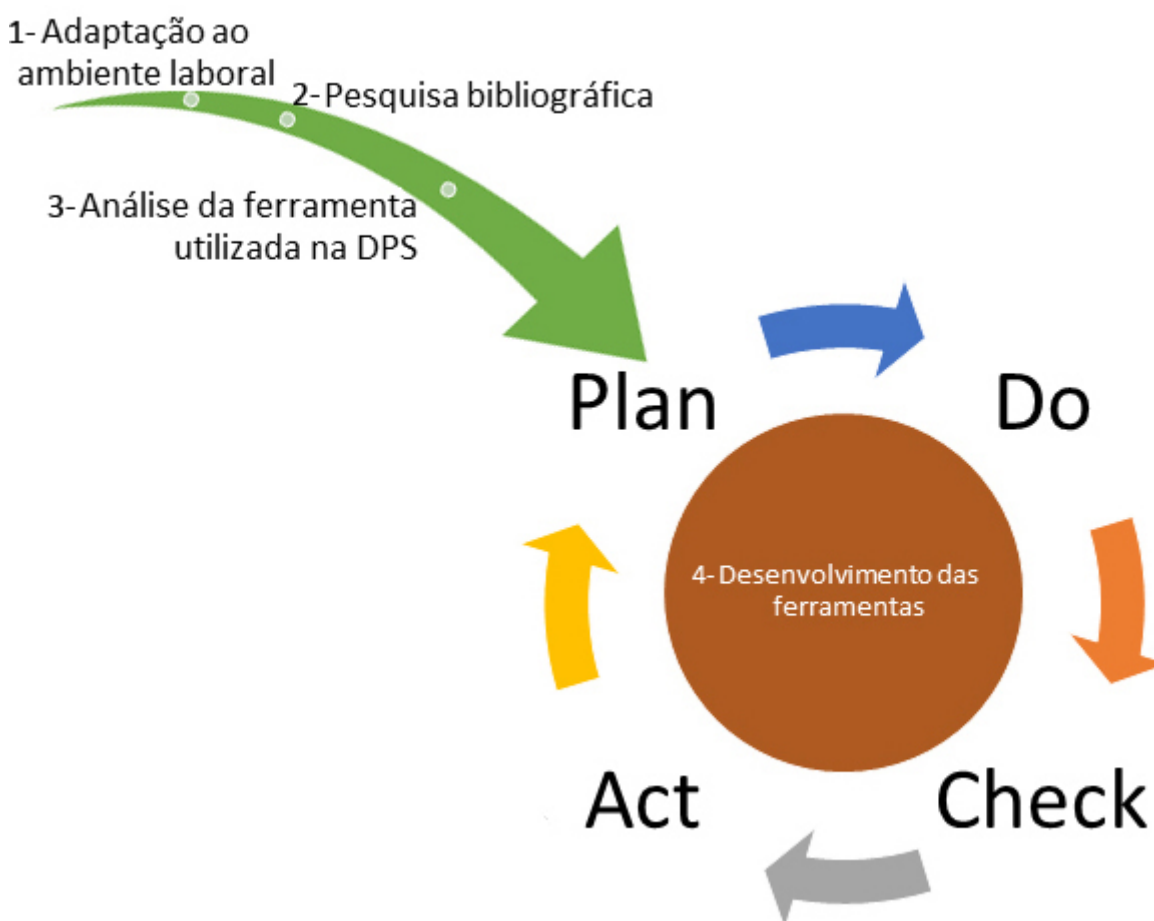 1- Adaptação ao
ambiente laboral
2- Pesquisa bibliográfica
3- Análise da ferramenta
utilizada na DPS
Plan
Do
4- Desenvolvimento das
ferramentas
Act
Check